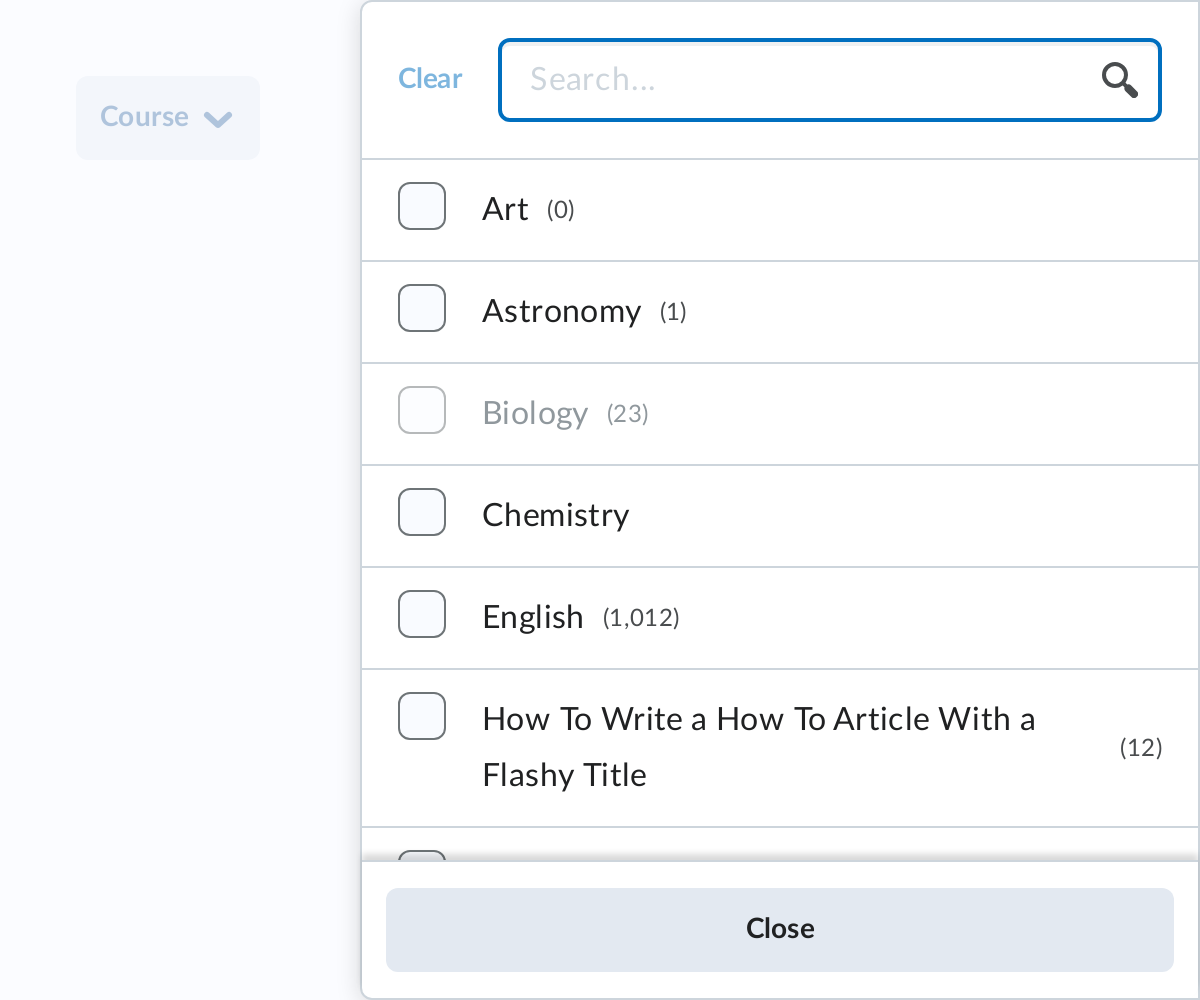 Course
Clear
Search...
Art (0)
Astronomy (1)
Biology (23)
Chemistry
English (1,012)
How To Write a How To Article With a
Flashy Title
(12)
Close